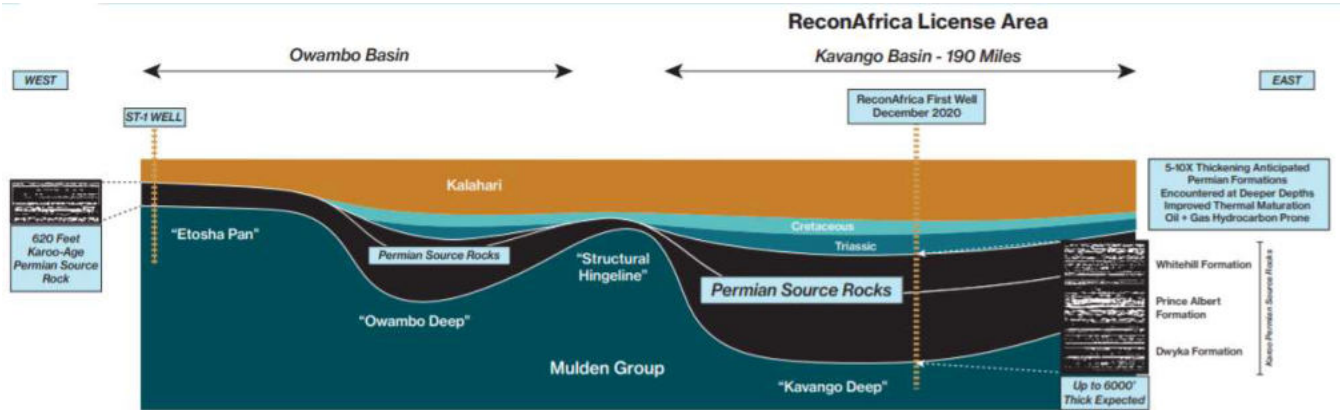 ReconAfrica License Area
Owambo Basin
Kavango Basin - 190 Miles
WEST
EAST
ST-1 WELL
ReconAfrica First Well
December 2020
Kalahari
5-10X Thickening Anticipated
Permian Formations
Encountered at Deeper Depths
Improved Thermal Maturation
Oil + Gas Hydrocarbon Prone
620 Feet
Karoo-Age
Permian Source
Rock
"Etosha Pan"
Permian Source Rocks
"Structural
Hingeline"
Cretaceous
Triassic
Permian Source Rocks
Whitehill Formation
Prince Albert
Formation
Dwyka Formation
Karoo Permian Source Rocks
"Owambo Deep"
Mulden Group
"Kavango Deep"
Up to 6000'
Thick Expected